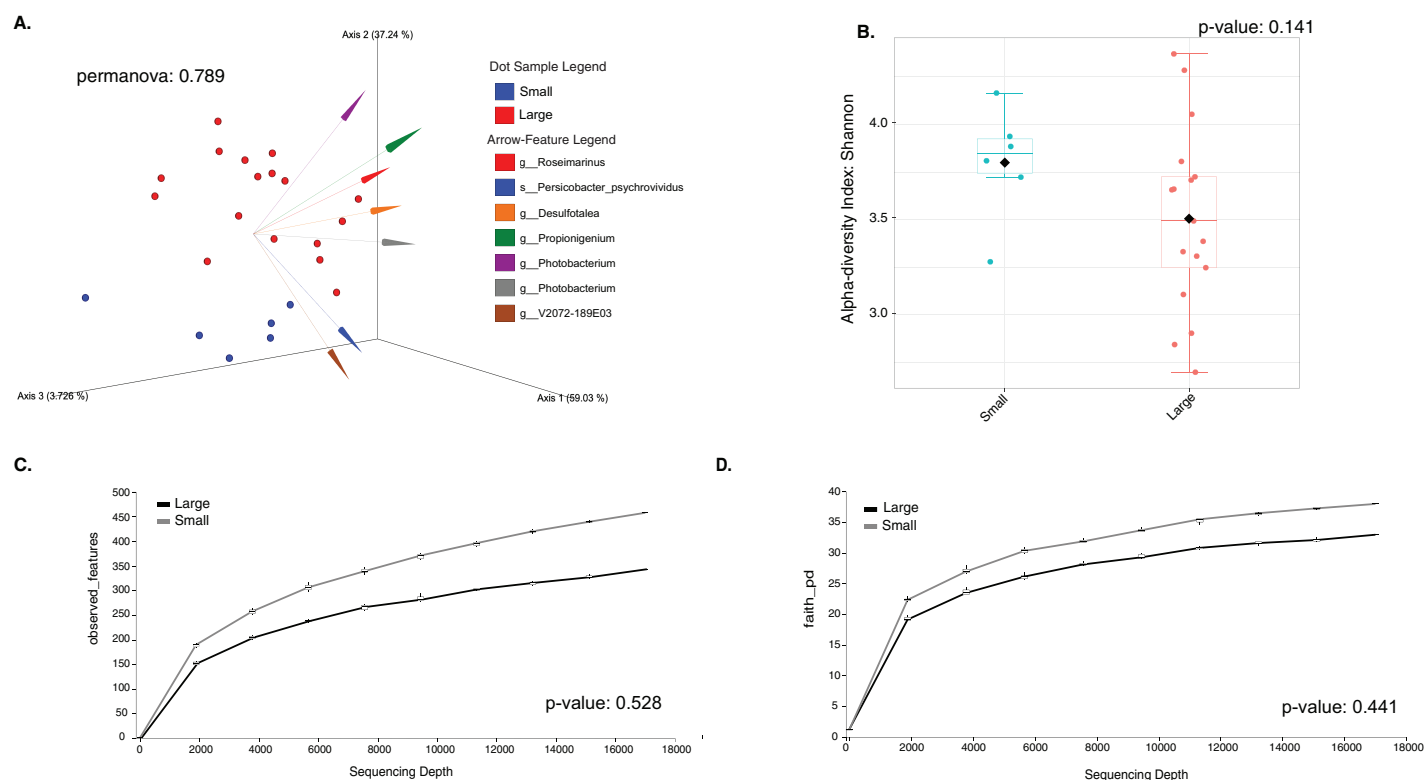 A.
Axis 2 (37.24 %)
permanova: 0.789
Dot Sample Legend
Small
Large
Arrow-Feature Legend
g__Roseimarinus
s__Persicobacter_psychrovividus
g__Desulfotalea
g__Propionigenium
g__Photobacterium
g__Photobacterium
g__V2072-189E03
Axis 3 (3.726 %)
Axis 1 (59.03 %)
B.
p-value: 0.141
Alpha-diversity Index: Shannon
4.0
3.5
3.0
Small
Large
C.
Large
Small
observed_features
500
450
400
350
300
250
200
150
100
50
0
p-value: 0.528
0 2000 4000 6000 8000 10000 12000 14000 16000 18000
Sequencing Depth
D.
Large
Small
faith_pd
40
35
30
25
20
15
10
5
0
p-value: 0.441
0 2000 4000 6000 8000 10000 12000 14000 16000 18000
Sequencing Depth